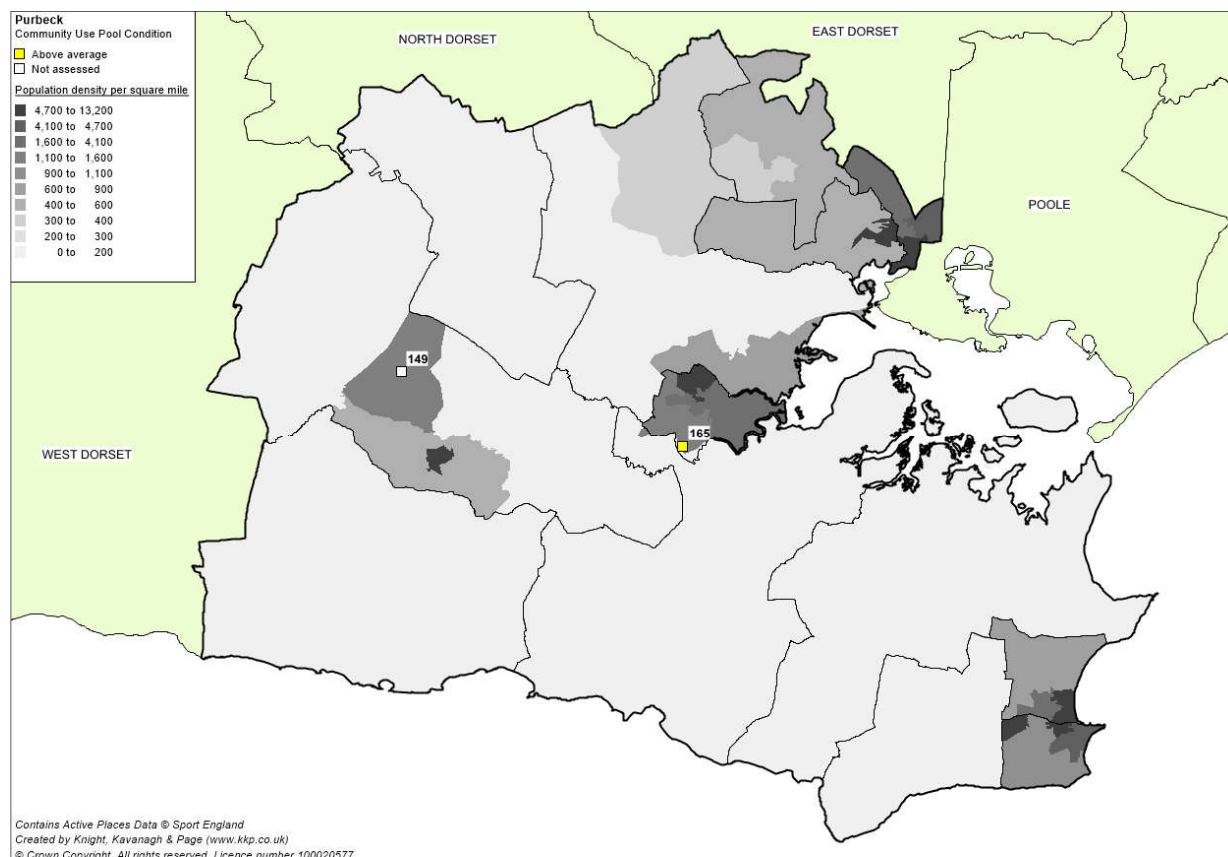 Purbeck
Community Use Pool Condition
Above average
Not assessed
Population density per square mile
4,700 to 13,200
4,100 to 4,700
1,600 to 4,100
1,100 to 1,600
900 to 1,100
600 to 900
400 to 600
300 to 400
200 to 300
0 to 200
NORTH DORSET
EAST DORSET
POOLE
149
165
WEST DORSET
Contains Active Places Data © Sport England
Created by Knight, Kavanagh & Page (www.kkp.co.uk)
© Crown Copyright. All rights reserved. Licence number 100020577